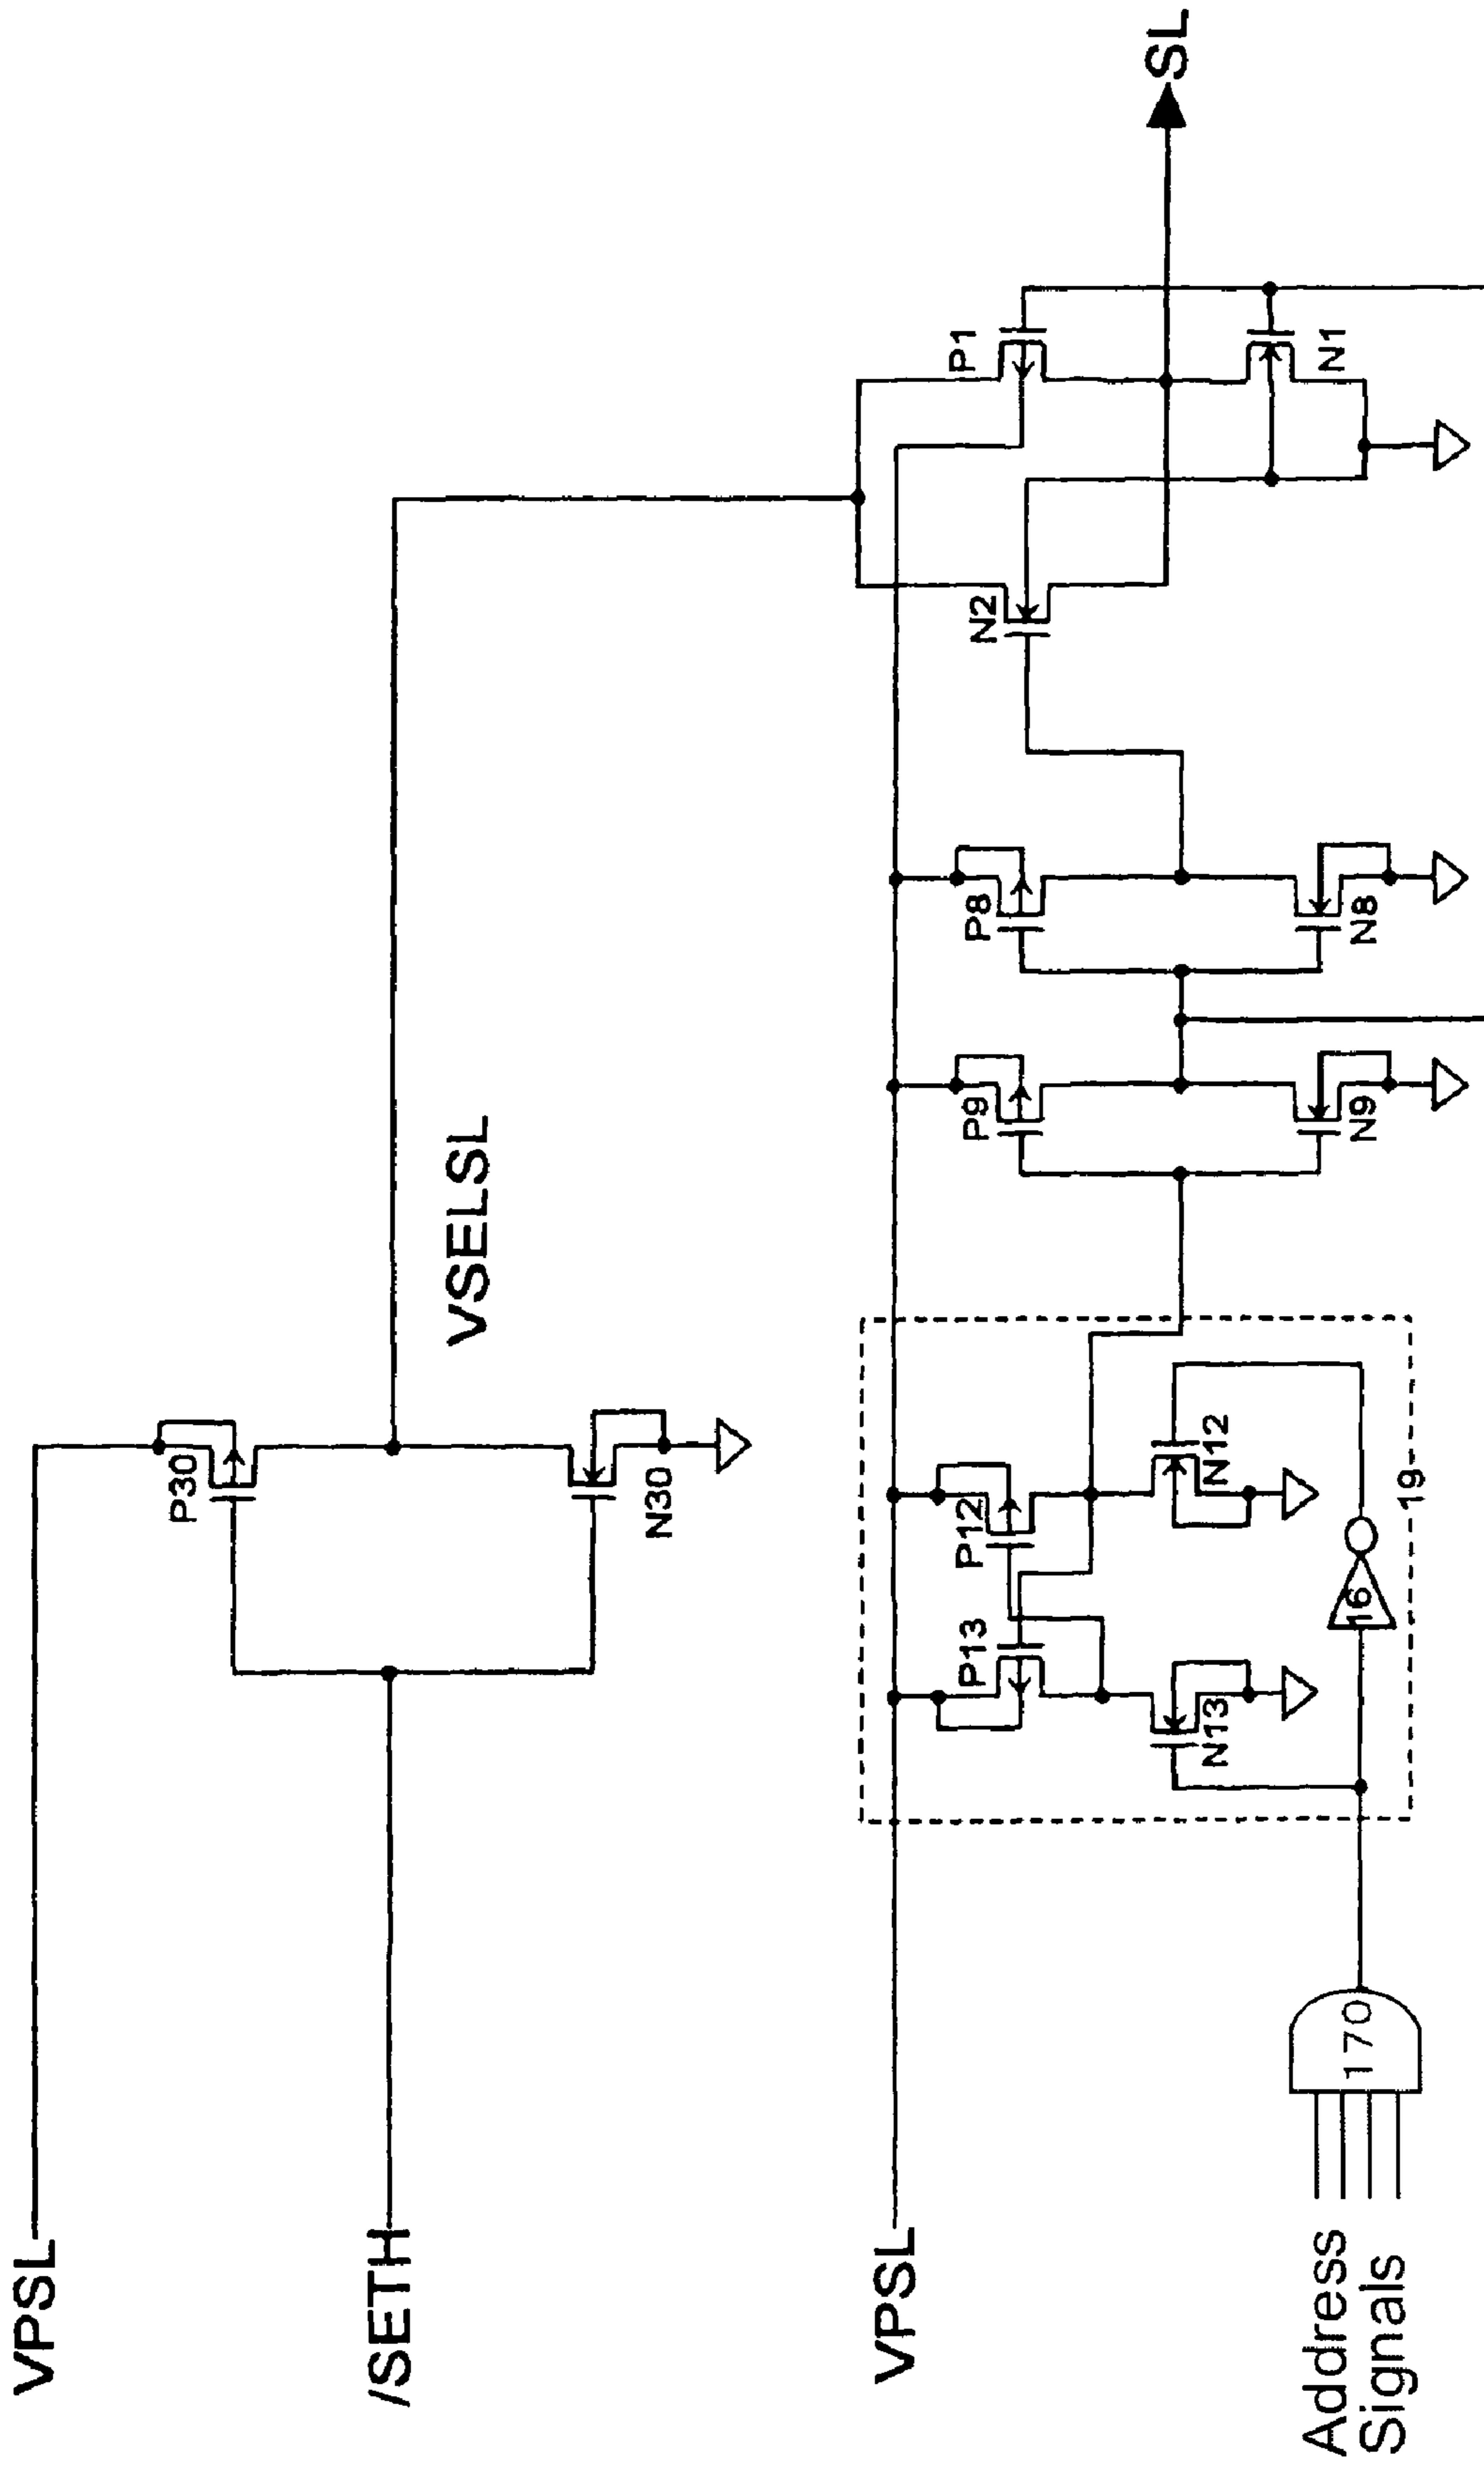 VPSL
/SETH
P30
N30
VSELSL
VPSL
Address
Signals
170
16
19
P13
N13
P12
N12
P9
N9
P8
N8
N2
P1
N1
SL